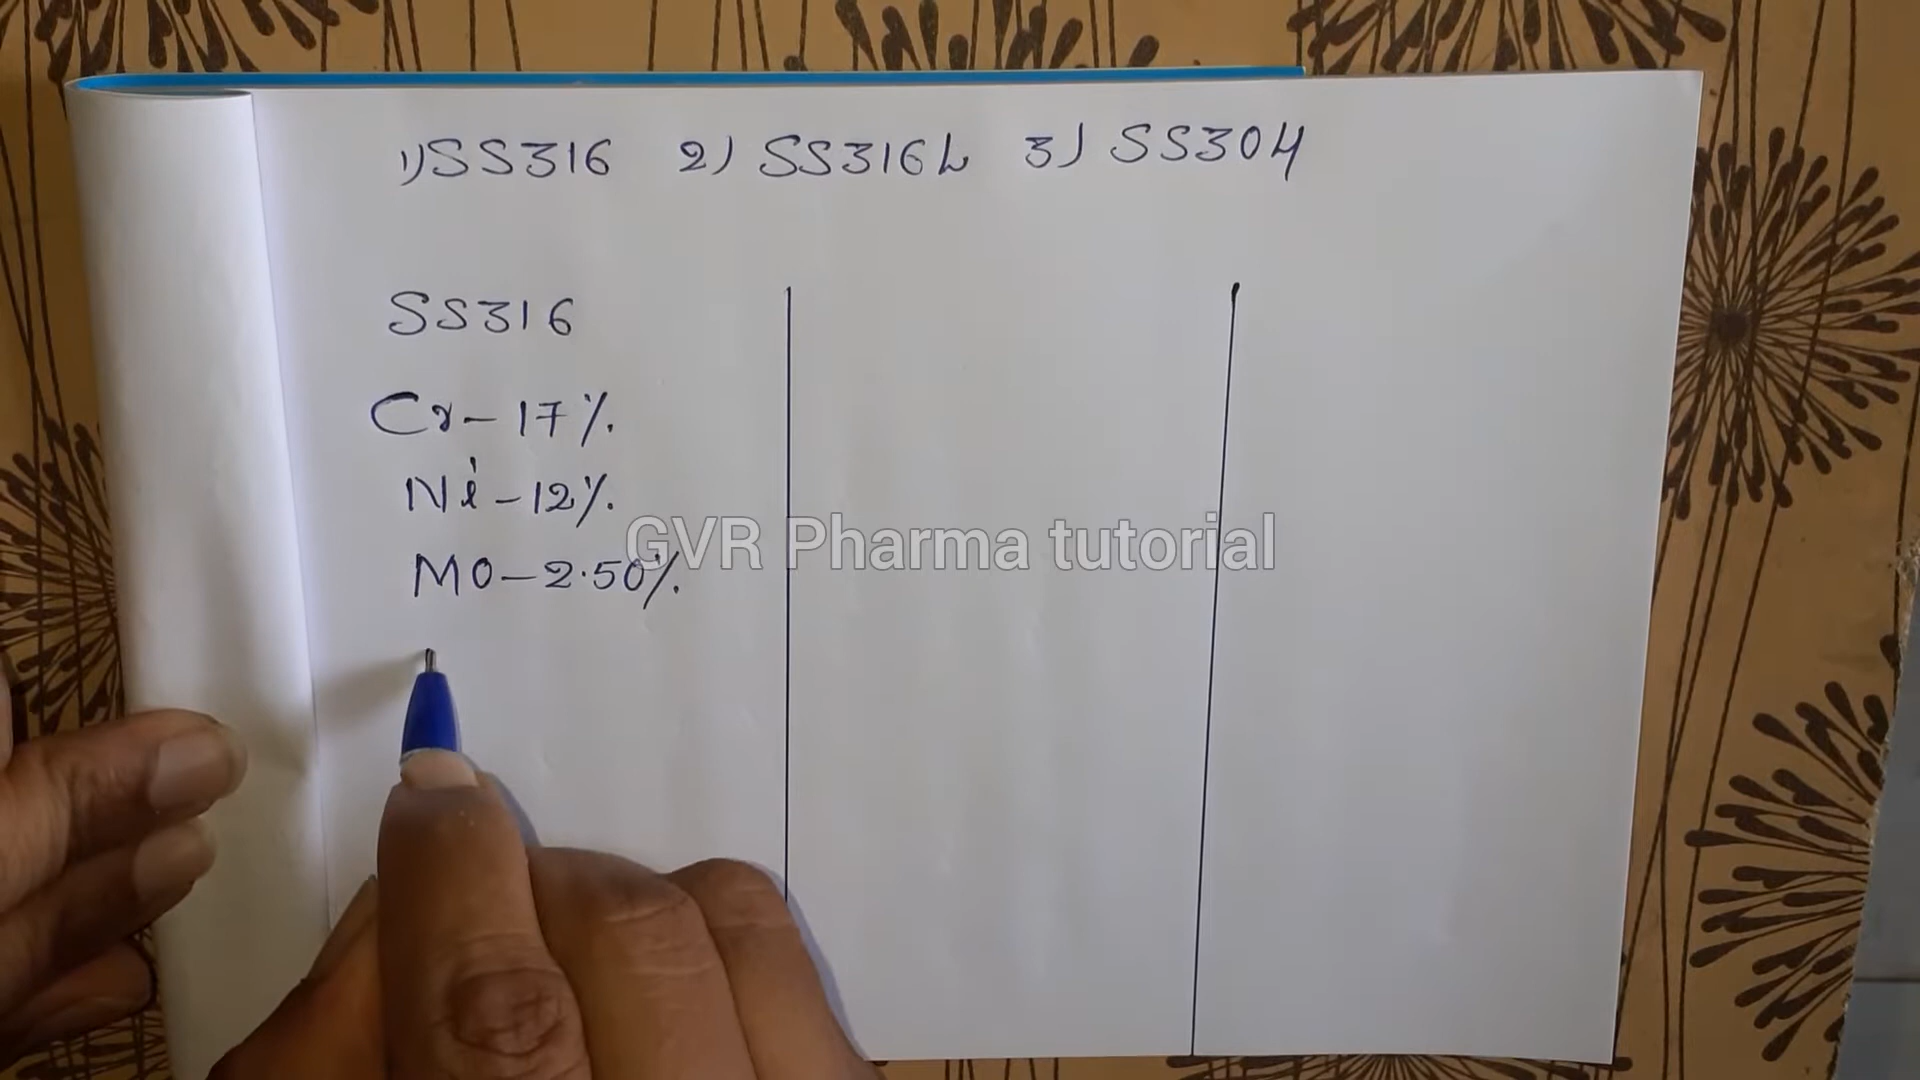 1) SS316 2) SS316L 3) SS304
SS316
Cr - 17%.
Ni - 12%.
MO - 2.50%.
GVR Pharma tutorial